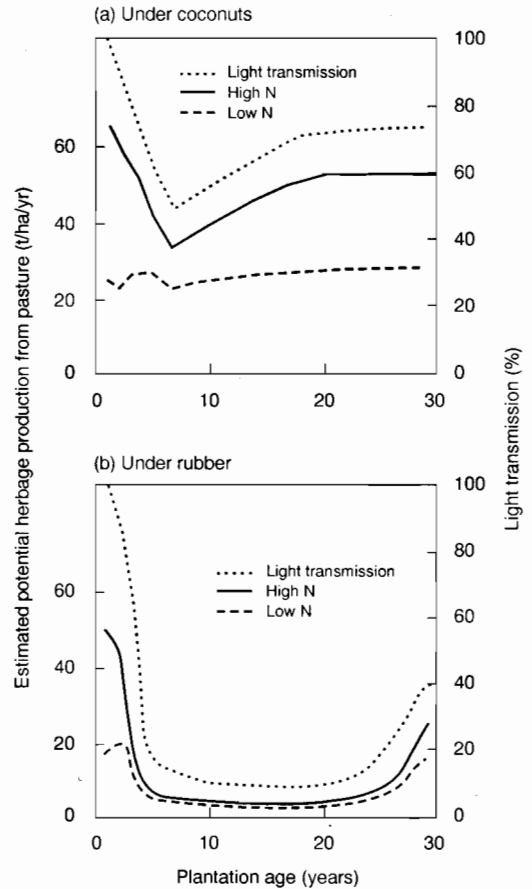 (a) Under coconuts
Light transmission
High N
Low N
60
40
20
0
100
80
60
40
20
0
0 10 20 30
(b) Under rubber
Light transmission
High N
Low N
60
40
20
0
100
80
60
40
20
0
0 10 20 30
Plantation age (years)
Estimated potential herbage production from pasture (t/ha/yr)
Light transmission (%)